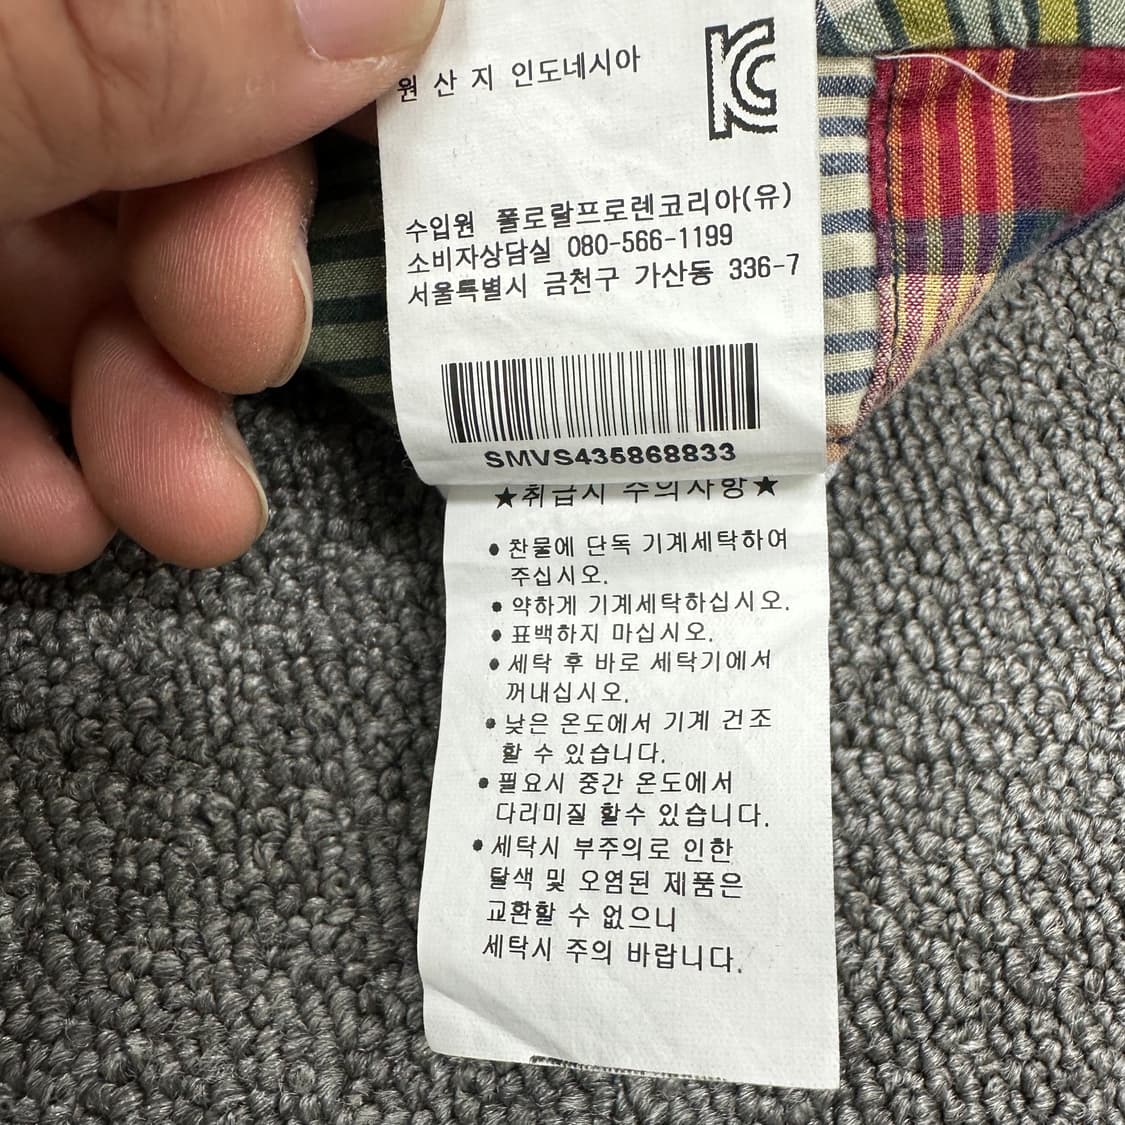 원 산 지 인도네시아
수입원 폴로랄프로렌코리아(유)
소비자상담실 080-566-1199
서울특별시 금천구 가산동 336-7
SMVS435868833
★취급시 주의사항★
• 찬물에 단독 기계세탁하여
주십시오.
• 약하게 기계세탁하십시오.
• 표백하지 마십시오.
• 세탁 후 바로 세탁기에서
꺼내십시오.
• 낮은 온도에서 기계 건조
할 수 있습니다.
• 필요시 중간 온도에서
다리미질 할수 있습니다.
• 세탁시 부주의로 인한
탈색 및 오염된 제품은
교환할 수 없으니
세탁시 주의 바랍니다.